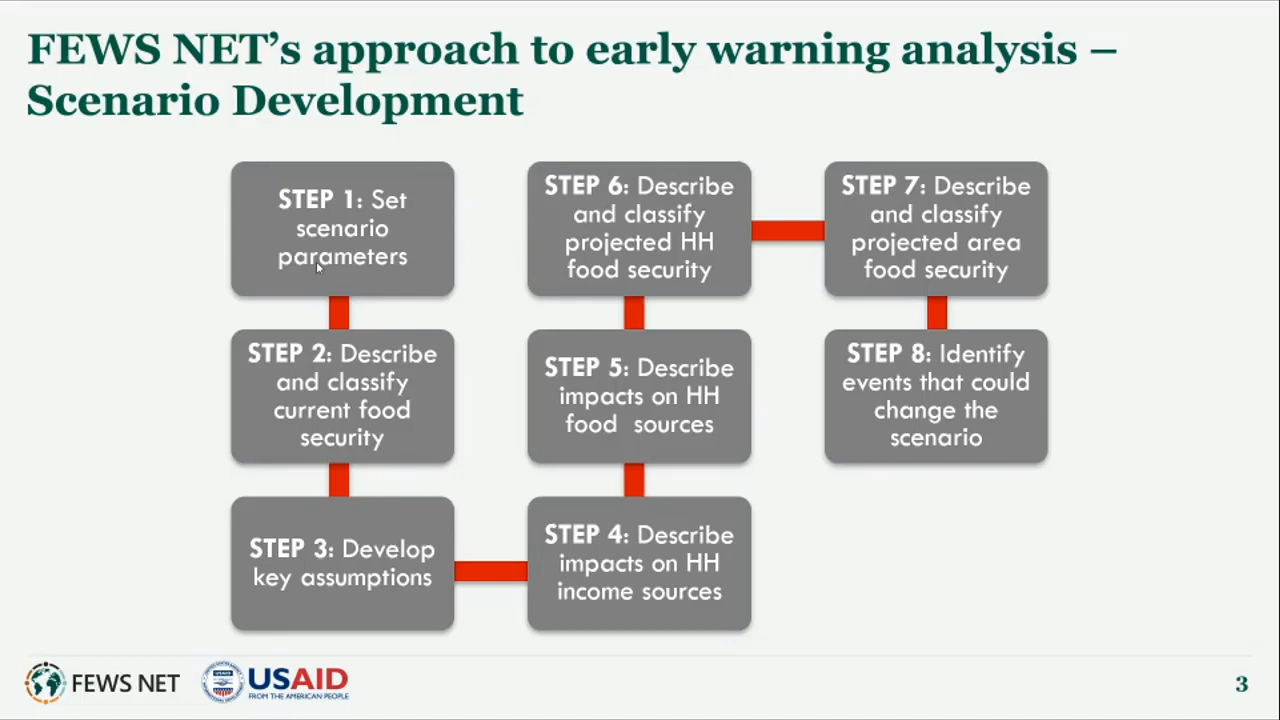 FEWS NET’s approach to early warning analysis –
Scenario Development
STEP 1: Set
scenario
parameters
STEP 2: Describe
and classify
current food
security
STEP 3: Develop
key assumptions
STEP 4: Describe
impacts on HH
income sources
STEP 5: Describe
impacts on HH
food sources
STEP 6: Describe
and classify
projected HH
food security
STEP 7: Describe
and classify
projected area
food security
STEP 8: Identify
events that could
change the
scenario
FEWS NET
USAID
FROM THE AMERICAN PEOPLE
3